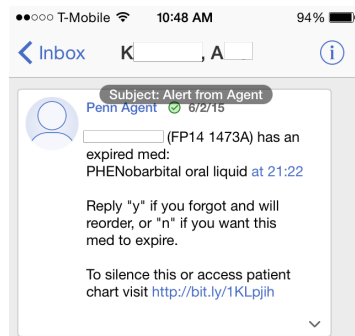 T-Mobile 10:48 AM 94%
Inbox K , A i
Subject: Alert from Agent
Penn Agent 6/2/15
(FP14 1473A) has an
expired med:
PHENobarbital oral liquid at 21:22
Reply "y" if you forgot and will
reorder, or "n" if you want this
med to expire.
To silence this or access patient
chart visit http://bit.ly/1KLpjih